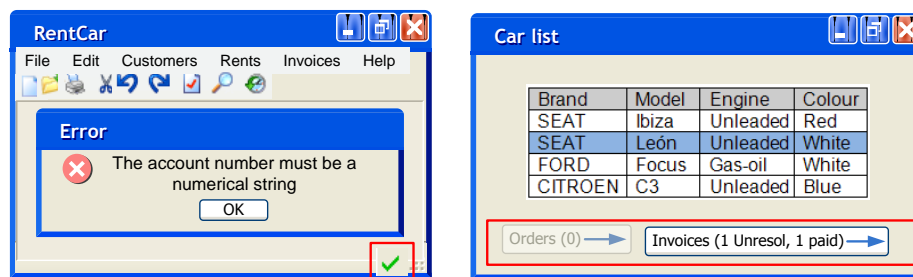 RentCar
File Edit Customers Rents Invoices Help
Error
The account number must be a
numerical string
OK
Car list
Brand Model Engine Colour
SEAT Ibiza Unleaded Red
SEAT León Unleaded White
FORD Focus Gas-oil White
CITROEN C3 Unleaded Blue
Orders (0) Invoices (1 Unresol, 1 paid)